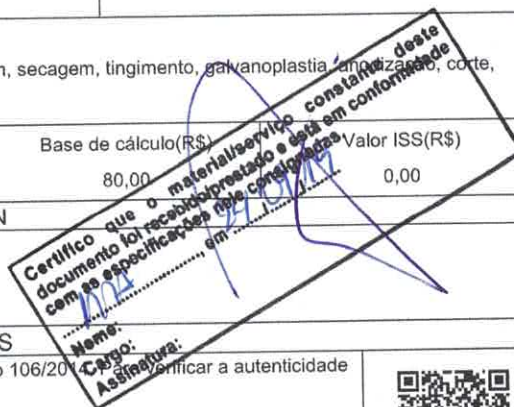 m, secagem, tingimento, galvanoplastia, anodização, corte,
Base de cálculo(R$)
Valor ISS(R$)
80,00
0,00
N
Certifico que o material/serviço constante deste
documento foi recebido/prestado e está em conformidade
com as especificações nele consignadas
, em
Nome:
Cargo:
Assinatura:
S
o 106/2014
verificar a autenticidade